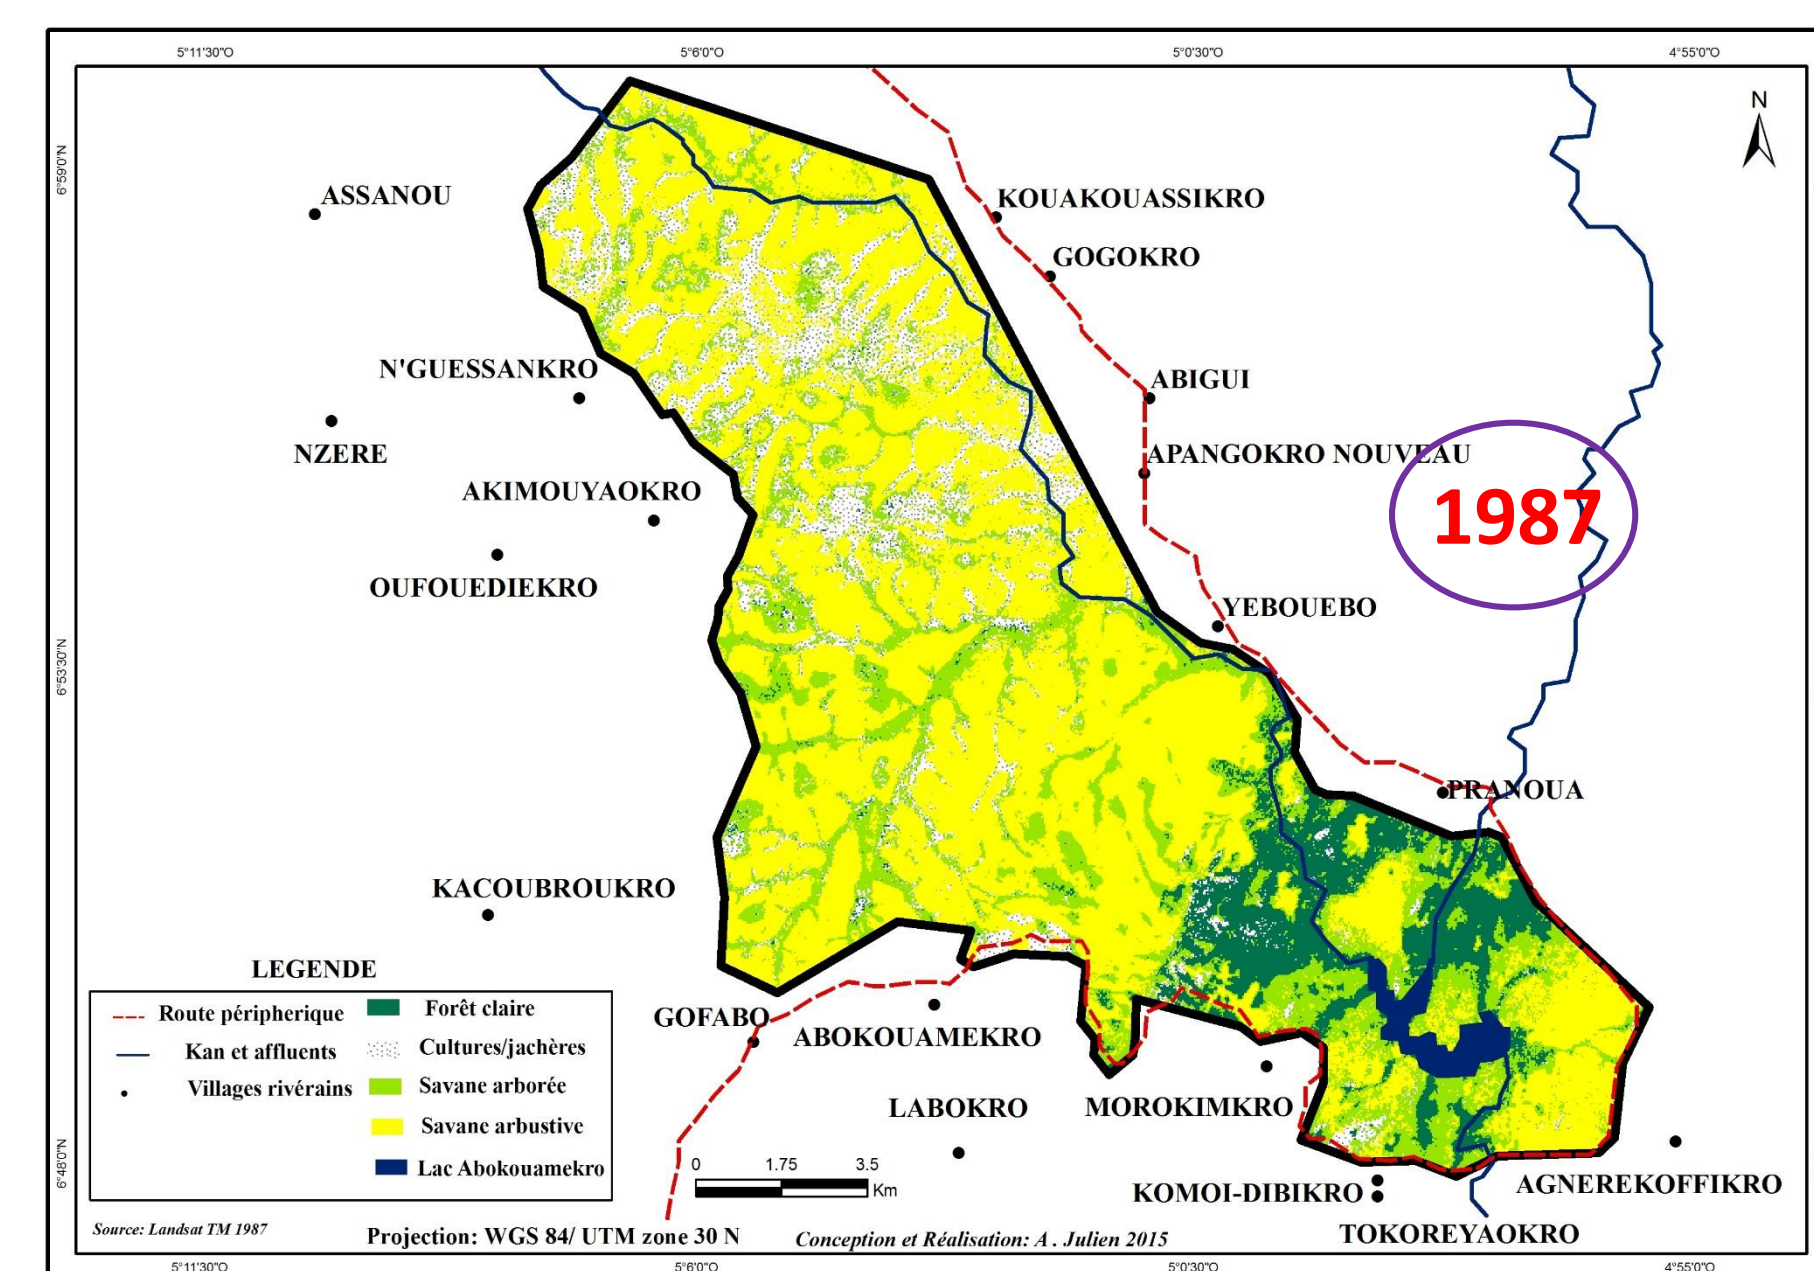 5°11'30"O
5°6'0"O
5°0'30"O
4°55'0"O
N
6°59'0"N
ASSANOU
KOUAKOUASSIKRO
GOGOKRO
N'GUESSANKRO
ABIGUI
NZERE
APANGOKRO NOUVEAU
AKIMOUYAOKRO
1987
OUFOUEDIEKRO
YEBOUEBO
6°53'30"N
PRANOUA
KACOUBROUKRO
LEGENDE
Route péripherique
Forêt claire
Kan et affluents
Cultures/jachères
Villages rivérains
Savane arborée
Savane arbustive
Lac Abokouamekro
GOFABO
ABOKOUAMEKRO
LABOKRO
MOROKIMKRO
6°48'0"N
0 1.75 3.5
Km
KOMOI-DIBIKRO
AGNEREKOFFIKRO
TOKOREYAOKRO
Source: Landsat TM 1987
Projection: WGS 84/ UTM zone 30 N
Conception et Réalisation: A . Julien 2015
5°11'30"O
5°6'0"O
5°0'30"O
4°55'0"O